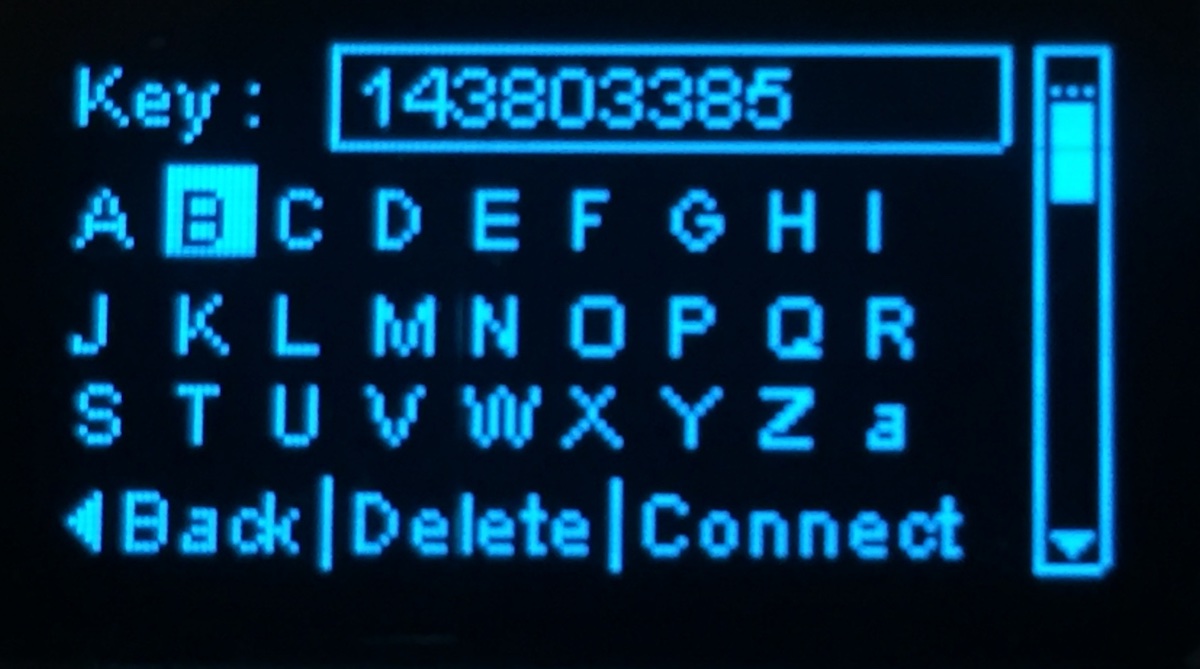 Key: 143803385
A B C D E F G H I
J K L M N O P Q R
S T U V W X Y Z a
Back|Delete|Connect